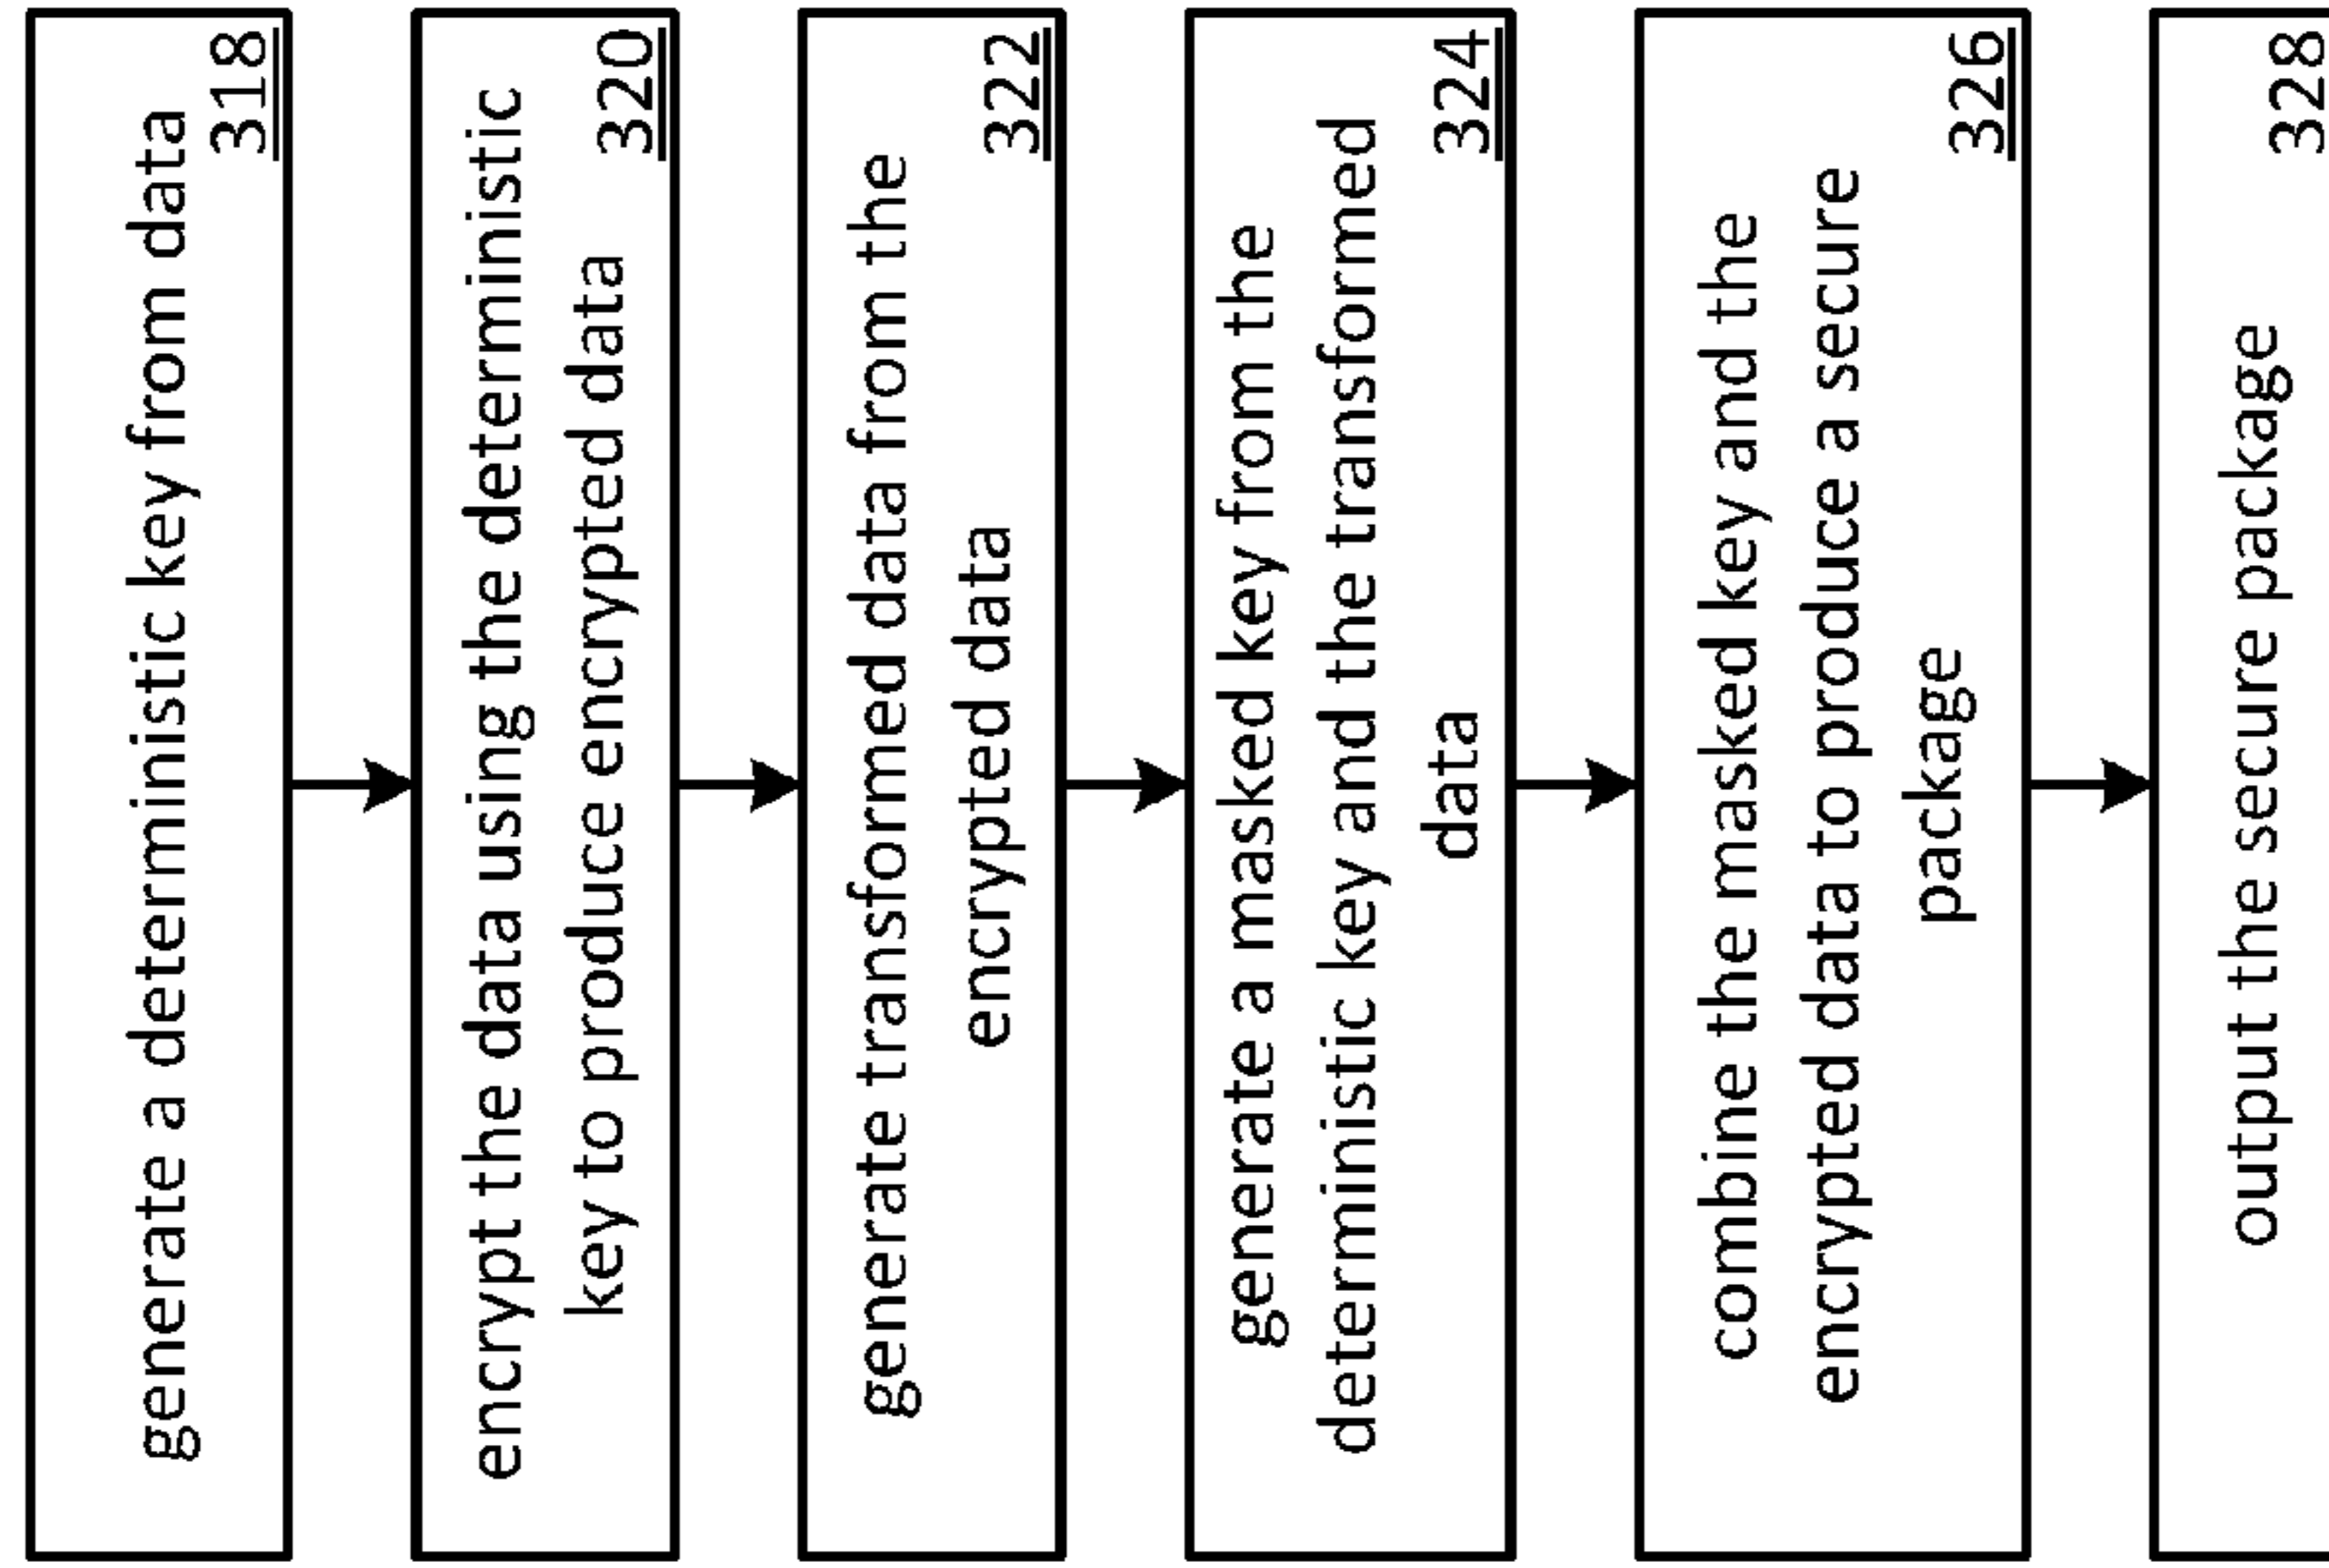 generate a deterministic key from data
318
encrypt the data using the deterministic
key to produce encrypted data
320
generate transformed data from the
encrypted data
322
generate a masked key from the
deterministic key and the transformed
data
324
combine the masked key and the
encrypted data to produce a secure
package
326
output the secure package
328